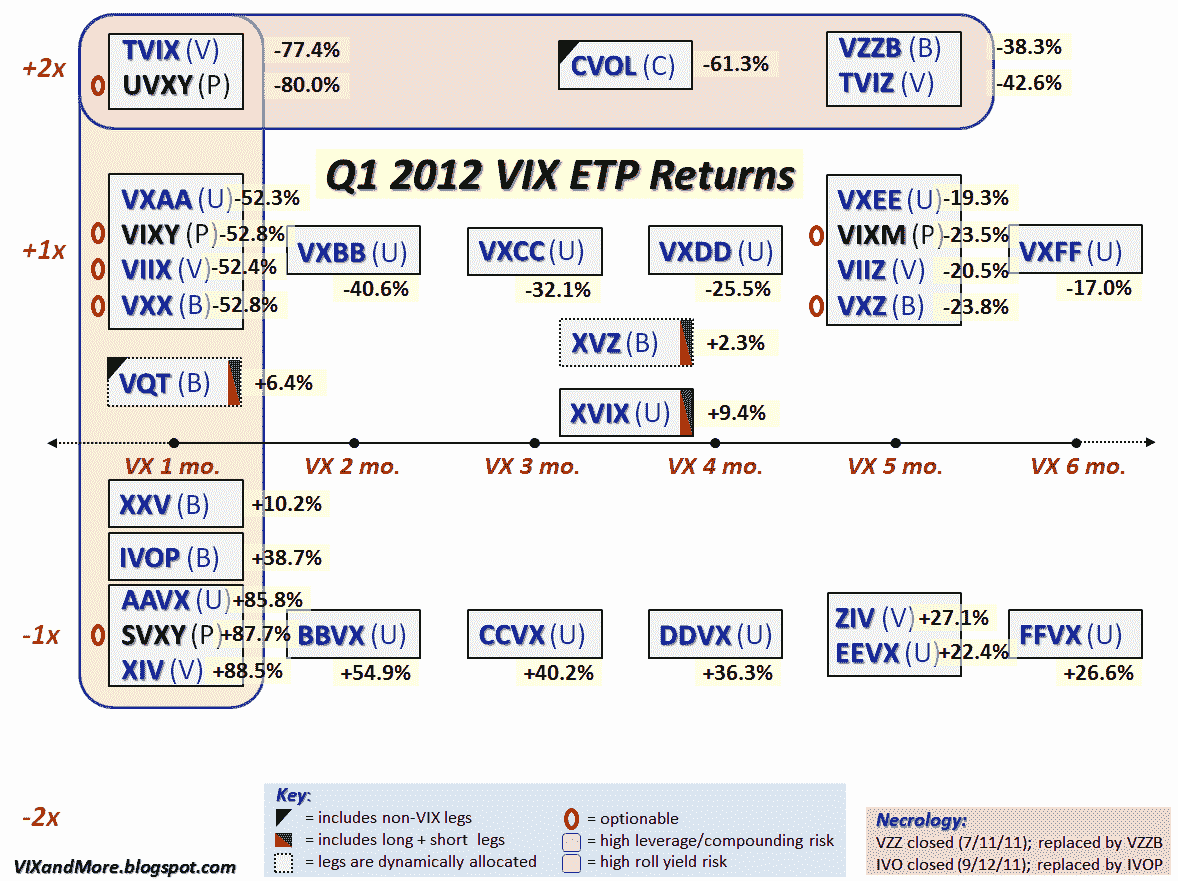 +2x
TVIX (V) -77.4%
UVXY (P) -80.0%
CVOL (C) -61.3%
VZZB (B) -38.3%
TVIZ (V) -42.6%
Q1 2012 VIX ETP Returns
+1x
VXAA (U) -52.3%
VIXY (P) -52.8%
VIIX (V) -52.4%
VXX (B) -52.8%
VXBB (U)
-40.6%
VXCC (U)
-32.1%
VXDD (U)
-25.5%
VXEE (U) -19.3%
VIXM (P) -23.5%
VIIZ (V) -20.5%
VXZ (B) -23.8%
VXFF (U)
-17.0%
XVZ (B) +2.3%
VQT (B) +6.4%
XVIX (U) +9.4%
VX 1 mo. VX 2 mo. VX 3 mo. VX 4 mo. VX 5 mo. VX 6 mo.
XXV (B) +10.2%
IVOP (B) +38.7%
-1x
AAVX (U) +85.8%
SVXY (P) +87.7%
XIV (V) +88.5%
BBVX (U)
+54.9%
CCVX (U)
+40.2%
DDVX (U)
+36.3%
ZIV (V) +27.1%
EEVX (U) +22.4%
FFVX (U)
+26.6%
-2x
Key:
= includes non-VIX legs
= includes long + short legs
= legs are dynamically allocated
= optionable
= high leverage/compounding risk
= high roll yield risk
Necrology:
VZZ closed (7/11/11); replaced by VZZB
IVO closed (9/12/11); replaced by IVOP
VIXandMore.blogspot.com